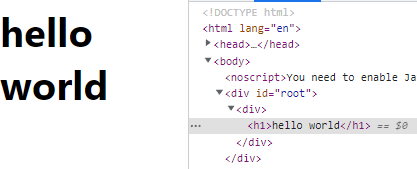 hello
world
<!DOCTYPE html>
<html lang="en">
<head>…</head>
<body>
<noscript>You need to enable Ja
<div id="root">
<div>
<h1>hello world</h1> == $0
</div>
</div>